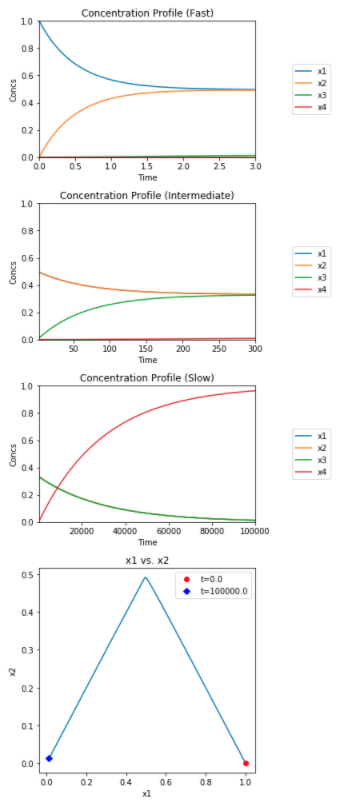 Concentration Profile (Fast)
1.0
0.8
0.6
0.4
0.2
0.0
Concs
0.0 0.5 1.0 1.5 2.0 2.5 3.0
Time
x1
x2
x3
x4
Concentration Profile (Intermediate)
1.0
0.8
0.6
0.4
0.2
0.0
Concs
50 100 150 200 250 300
Time
x1
x2
x3
x4
Concentration Profile (Slow)
1.0
0.8
0.6
0.4
0.2
0.0
Concs
20000 40000 60000 80000 100000
Time
x1
x2
x3
x4
x1 vs. x2
0.5
0.4
0.3
0.2
0.1
0.0
x2
t=0.0
t=100000.0
0.0 0.2 0.4 0.6 0.8 1.0
x1